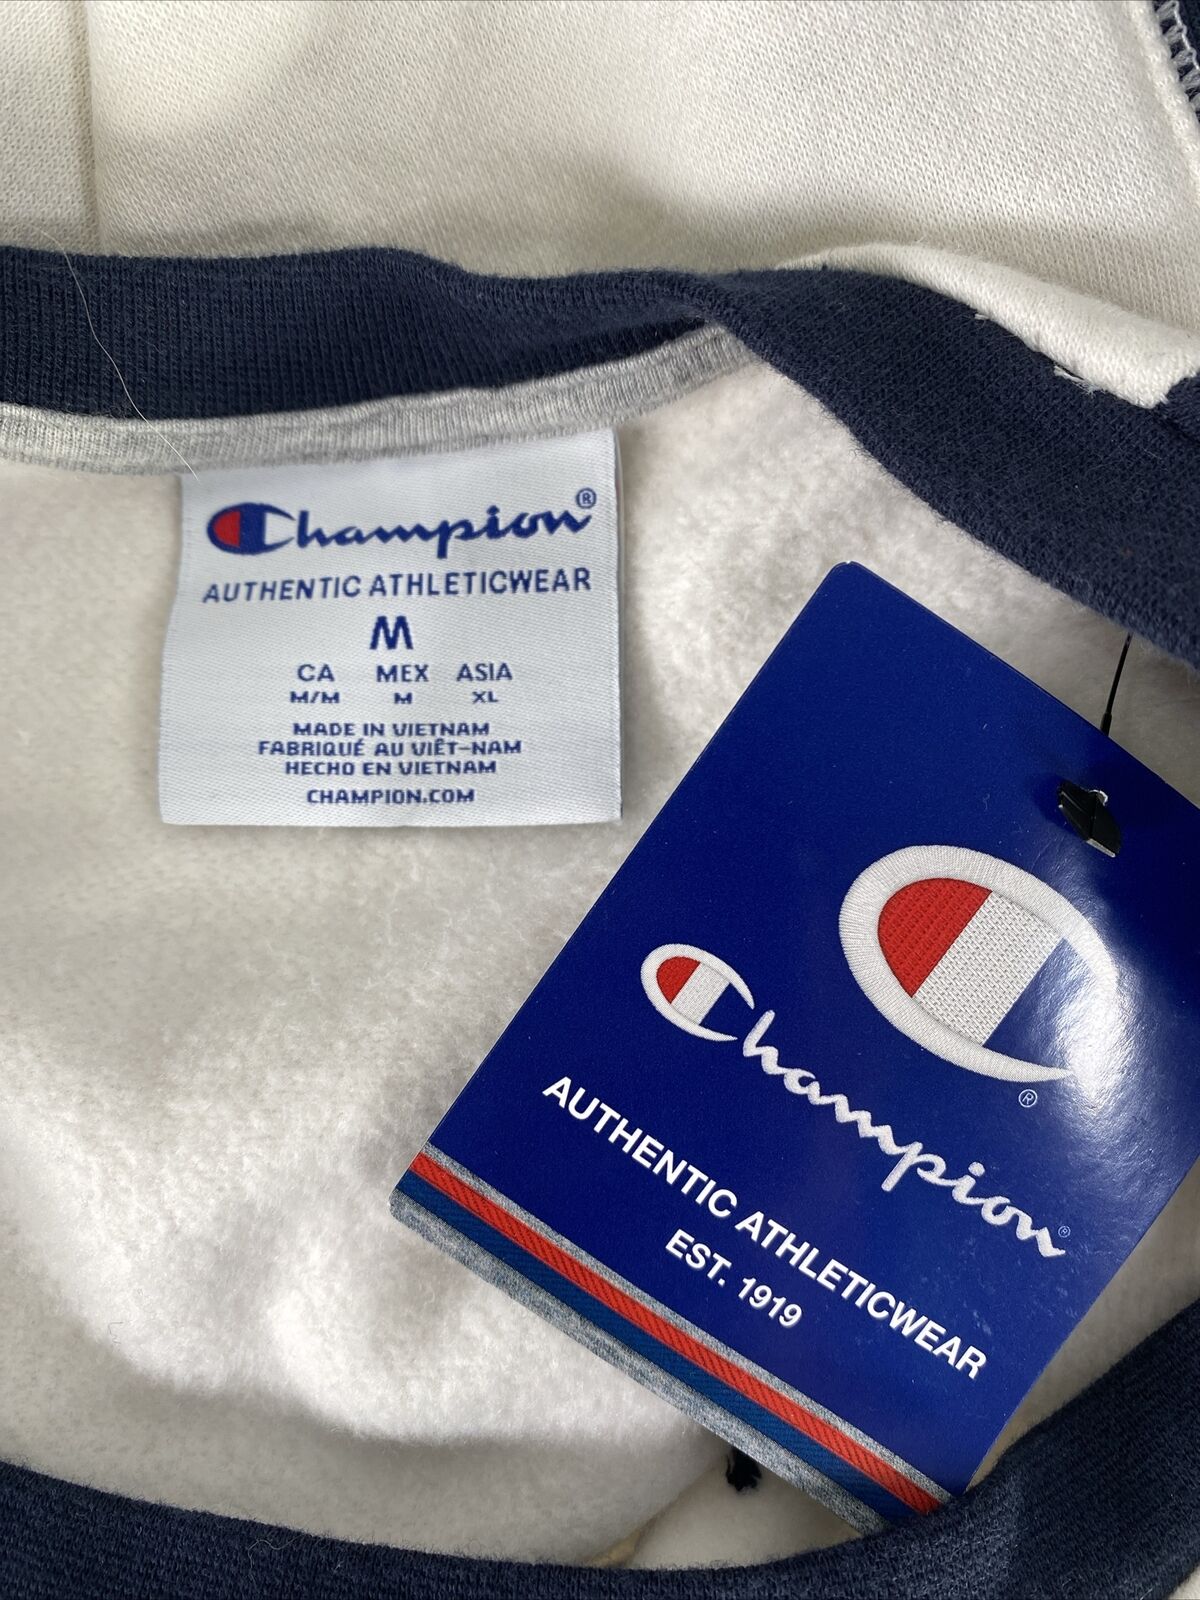 Champion®
AUTHENTIC ATHLETICWEAR
M
CA MEX ASIA
M/M M XL
MADE IN VIETNAM
FABRIQUÉ AU VIÊT-NAM
HECHO EN VIETNAM
CHAMPION.COM
®
Champion®
AUTHENTIC ATHLETICWEAR
EST. 1919